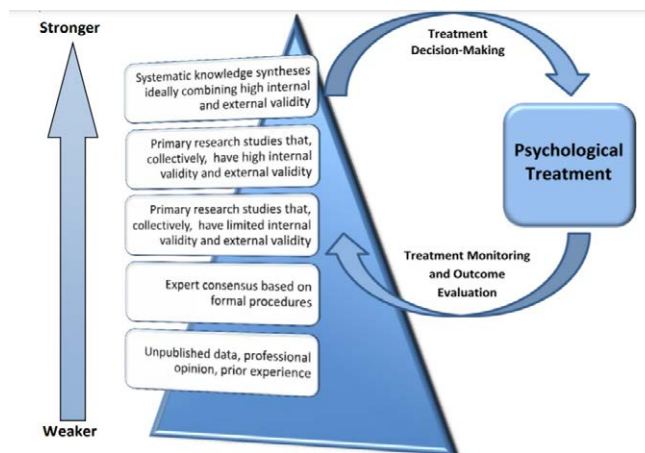 Stronger
Treatment
Decision-Making
Systematic knowledge syntheses
ideally combining high internal
and external validity
Primary research studies that,
collectively, have high internal
validity and external validity
Psychological
Treatment
Primary research studies that,
collectively, have limited internal
validity and external validity
Treatment Monitoring
and Outcome
Evaluation
Expert consensus based on
formal procedures
Unpublished data, professional
opinion, prior experience
Weaker